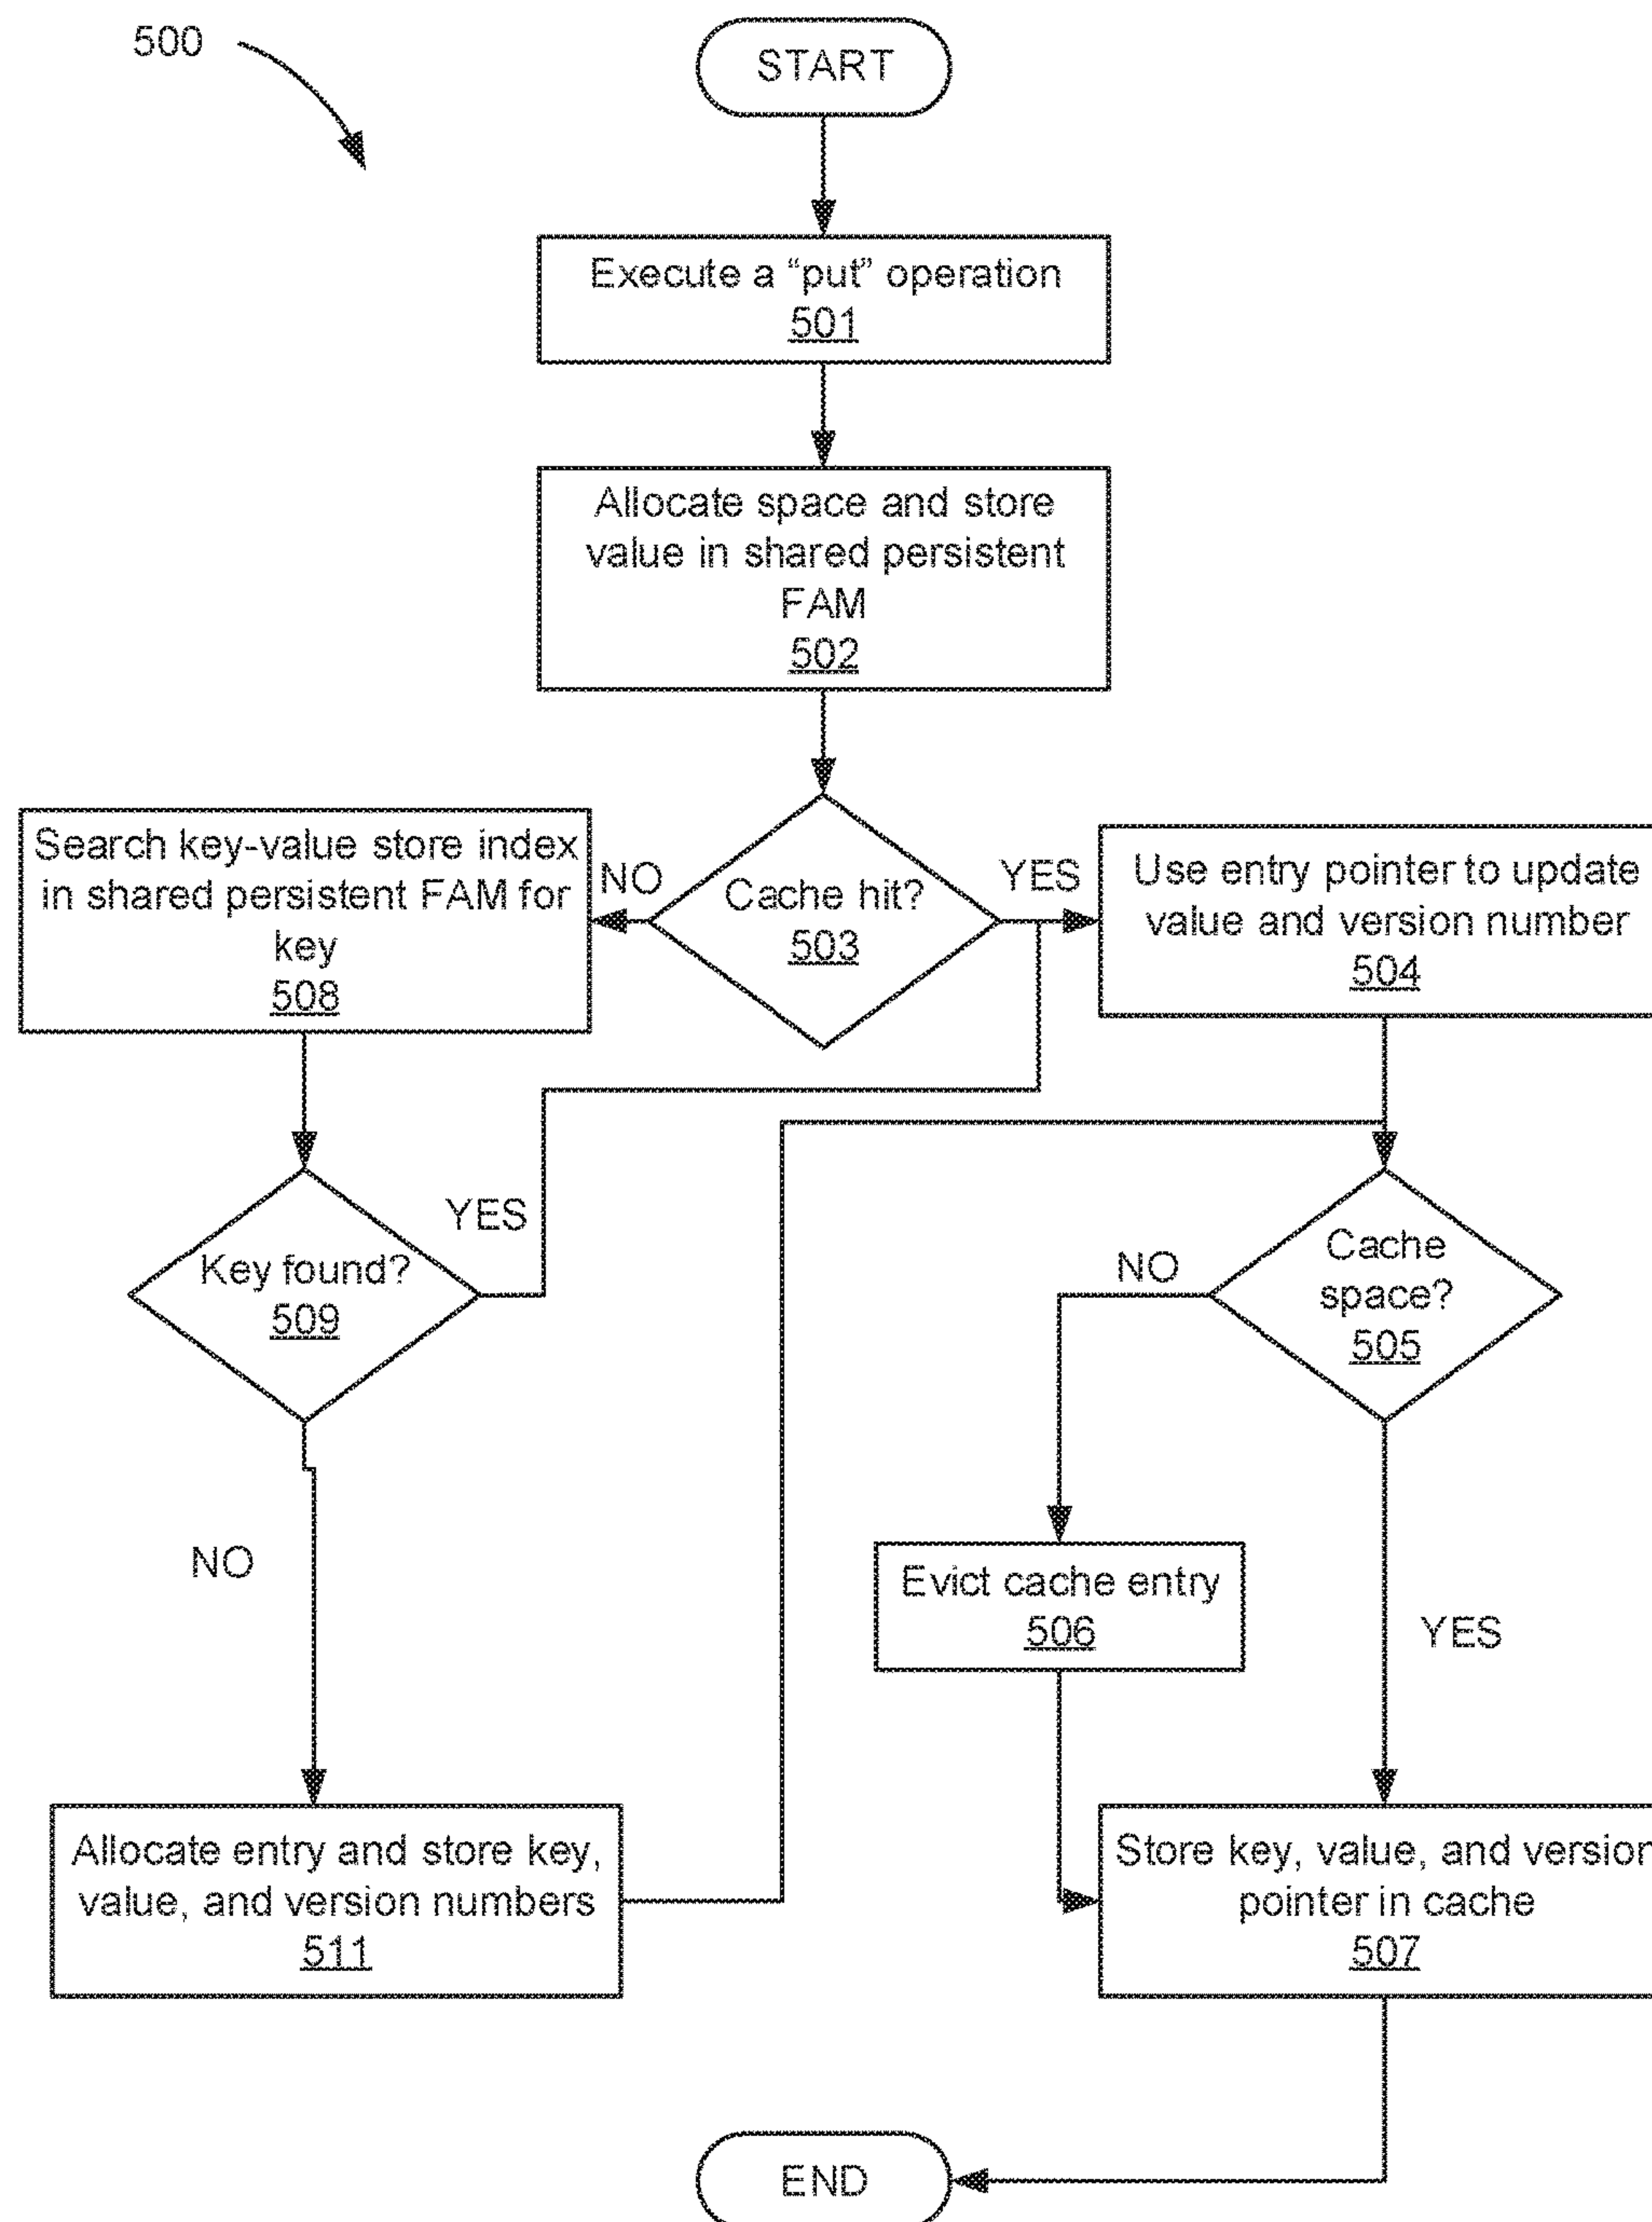 500
START
Execute a “put” operation
501
Allocate space and store
value in shared persistent
FAM
502
Search key-value store index
in shared persistent FAM for
key
508
NO
Cache hit?
503
YES
Use entry pointer to update
value and version number
504
Key found?
509
YES
NO
Cache
space?
505
NO
YES
Evict cache entry
506
Allocate entry and store key,
value, and version numbers
511
Store key, value, and version
pointer in cache
507
END